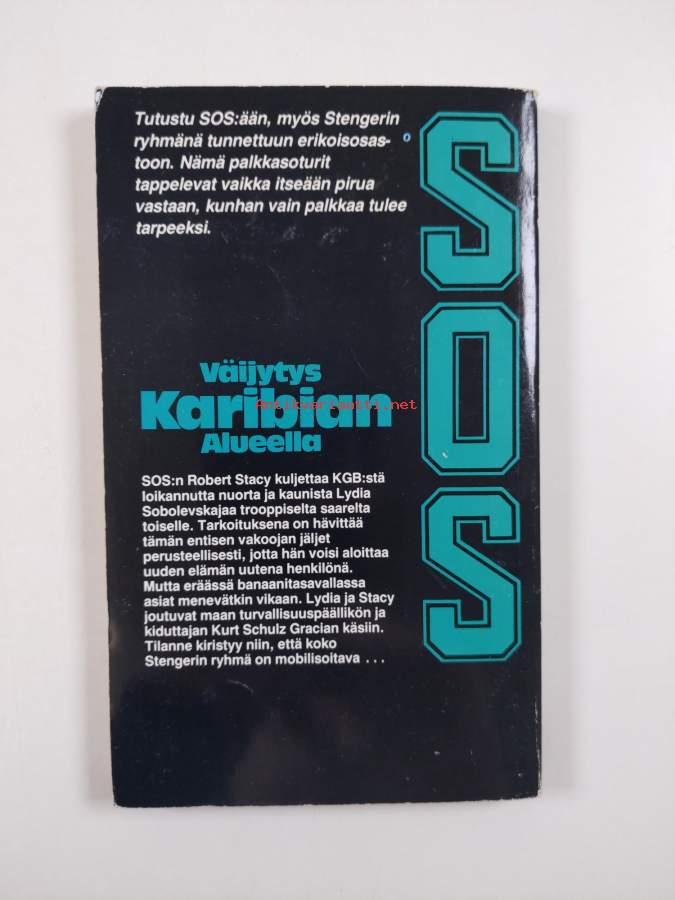 Tutustu SOS:ään, myös Stengerin
ryhmänä tunnettuun erikoisosas-
toon. Nämä palkkasoturit
tappelevat vaikka itseään pirua
vastaan, kunhan vain palkkaa tulee
tarpeeksi.
SOS
Väijytys
Karibian
Antikvariaatti.net
Alueella
SOS:n Robert Stacy kuljettaa KGB:stä
loikannutta nuorta ja kaunista Lydia
Sobolevskajaa trooppiselta saarelta
toiselle. Tarkoituksena on hävittää
tämän entisen vakoojan jäljet
perusteellisesti, jotta hän voisi aloittaa
uuden elämän uutena henkilönä.
Mutta eräässä banaanitasavallassa
asiat menevätkin vikaan. Lydia ja Stacy
joutuvat maan turvallisuuspäällikön ja
kiduttajan Kurt Schulz Gracian käsiin.
Tilanne kiristyy niin, että koko
Stengerin ryhmä on mobilisoitava . . .